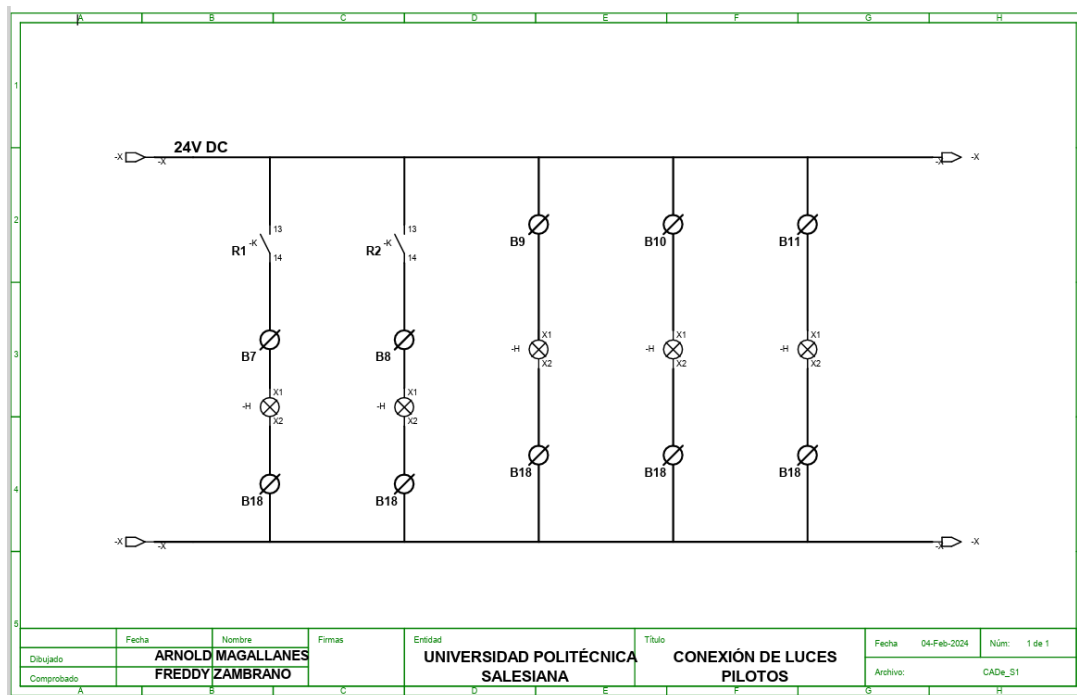 A B C D E F G H
1
24V DC
-X -X -X -X
2
13 13
-K -K
R1 R2 B9 B10 B11
14 14
3
B7 B8
X1 X1 X1
-H -H -H
X2 X2 X2
X1 X1
-H -H
X2 X2
4
B18 B18 B18
B18 B18
-X -X -X -X
5
Fecha Nombre Firmas Entidad Título Fecha 04-Feb-2024 Núm: 1 de 1
Dibujado ARNOLD MAGALLANES UNIVERSIDAD POLITÉCNICA CONEXIÓN DE LUCES
Comprobado FREDDY ZAMBRANO SALESIANA PILOTOS Archivo: CADe_S1
A B C D E F G H